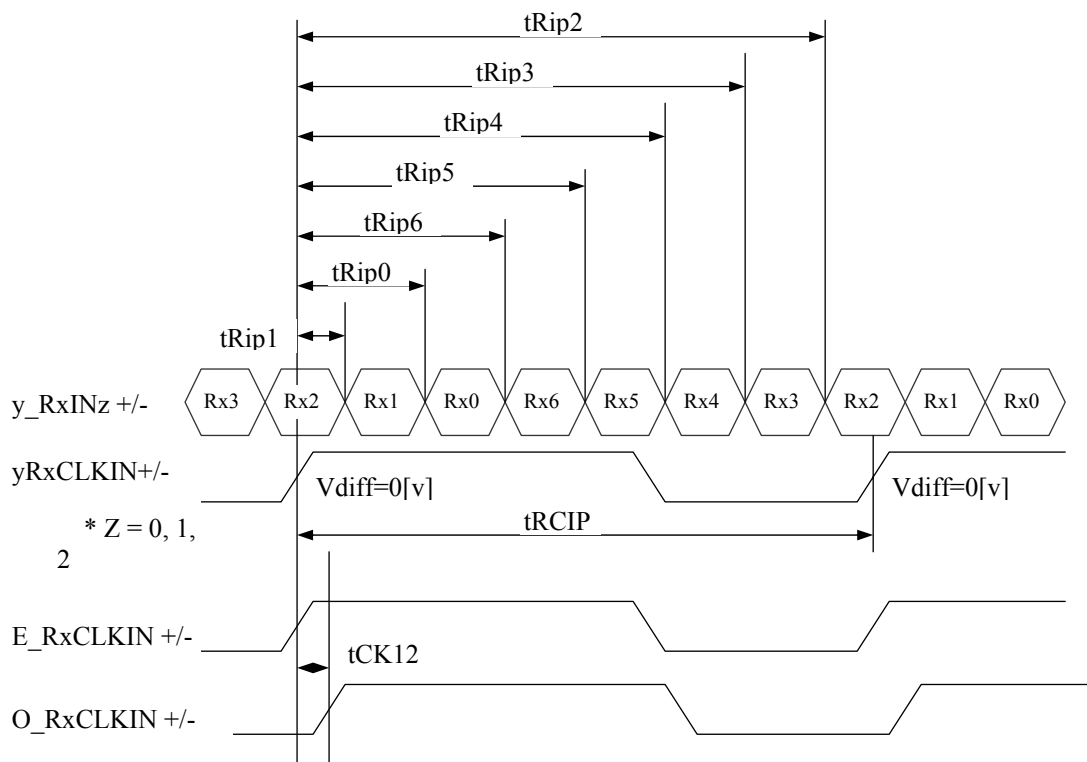 tRip2
tRip3
tRip4
tRip5
tRip6
tRip0
tRip1
y_RxINz +/-
Rx3 Rx2 Rx1 Rx0 Rx6 Rx5 Rx4 Rx3 Rx2 Rx1 Rx0
yRxCLKIN+/-
Vdiff=0[v] Vdiff=0[v]
* Z = 0, 1,
2
tRCIP
E_RxCLKIN +/-
tCK12
O_RxCLKIN +/-